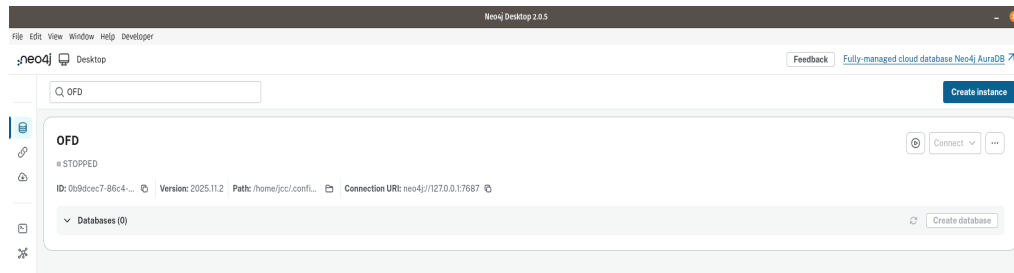 Neo4j Desktop 2.0.5
File Edit View Window Help Developer
:neo4j Desktop Feedback Fully-managed cloud database Neo4j AuraDB
OFD Create instance
OFD Connect
STOPPED
ID: 0b9dcec7-86c4-... Version: 2025.11.2 Path: /home/jcc/.confi... Connection URI: neo4j://127.0.0.1:7687
Databases (0) Create database